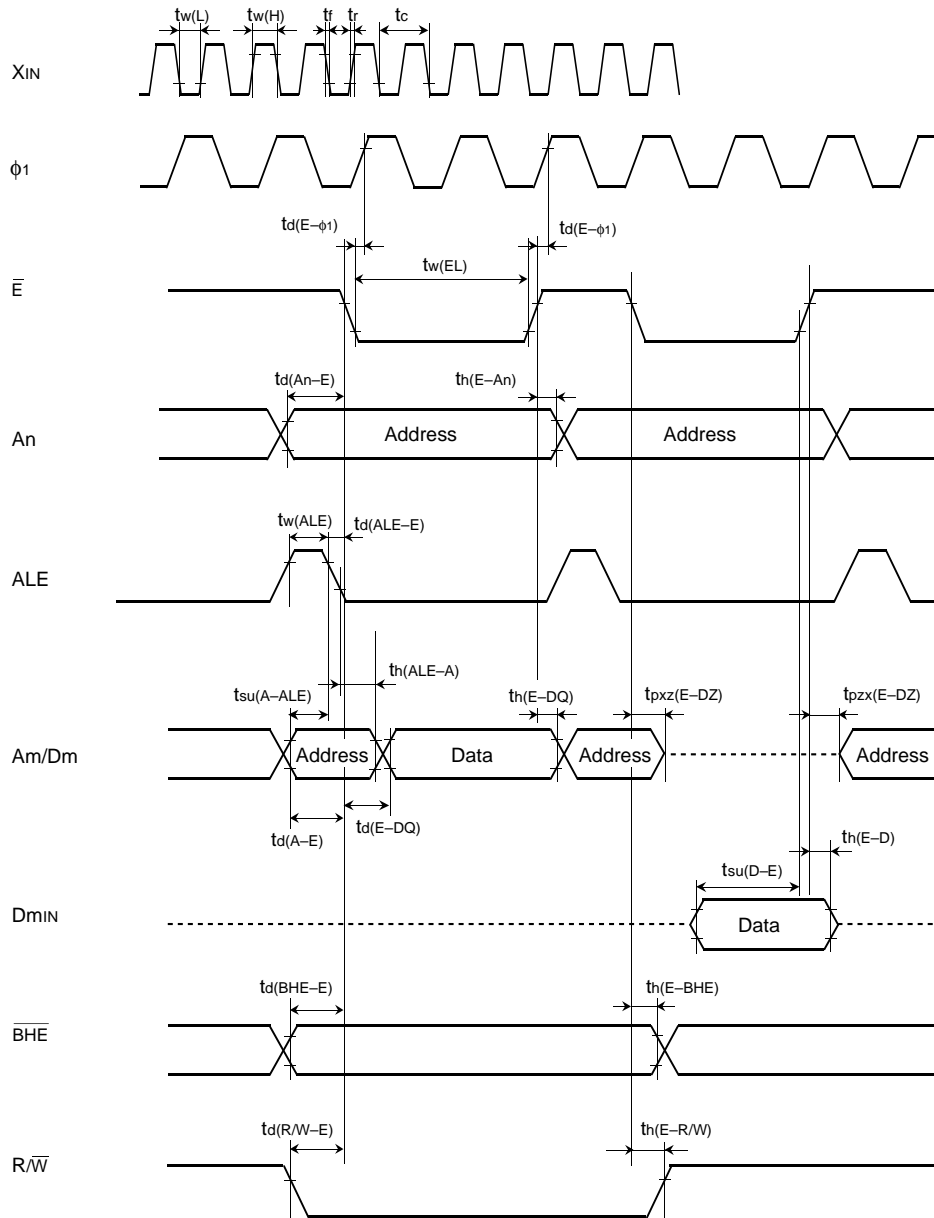 tw(L) tw(H) tf tr tc
XIN
ϕ1
td(E–ϕ1) td(E–ϕ1)
tw(EL)
E̅
td(An–E) th(E–An)
An Address Address
tw(ALE) td(ALE–E)
ALE
th(ALE–A)
tsu(A–ALE) th(E–DQ) tpxz(E–DZ) tpzx(E–DZ)
Am/Dm Address Data Address Address
td(A–E) td(E–DQ)
th(E–D)
tsu(D–E)
DmIN Data
td(BHE–E) th(E–BHE)
B̅H̅E̅
td(R/W–E) th(E–R/W)
R/W̅